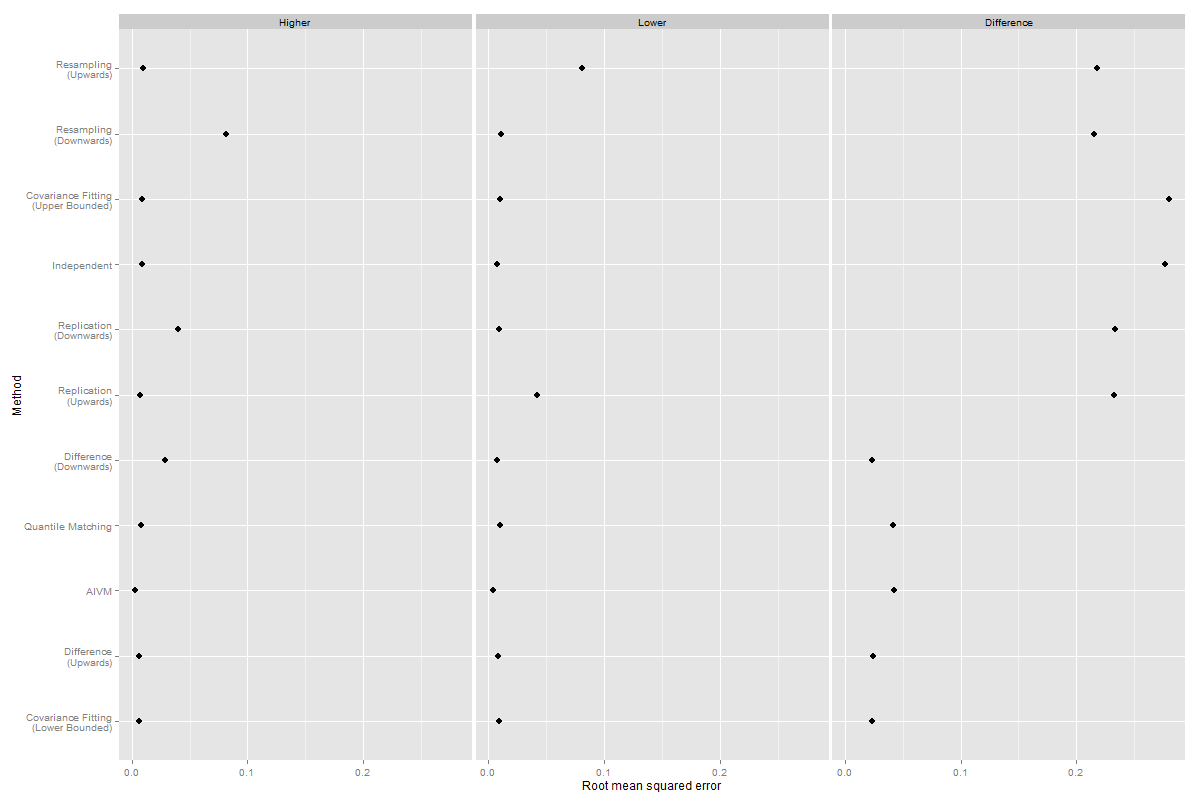 Higher
Lower
Difference
Resampling
(Upwards)
Resampling
(Downwards)
Covariance Fitting
(Upper Bounded)
Independent
Replication
(Downwards)
Replication
(Upwards)
Difference
(Downwards)
Quantile Matching
AIVM
Difference
(Upwards)
Covariance Fitting
(Lower Bounded)
Method
0.0 0.1 0.2
0.0 0.1 0.2
0.0 0.1 0.2
Root mean squared error